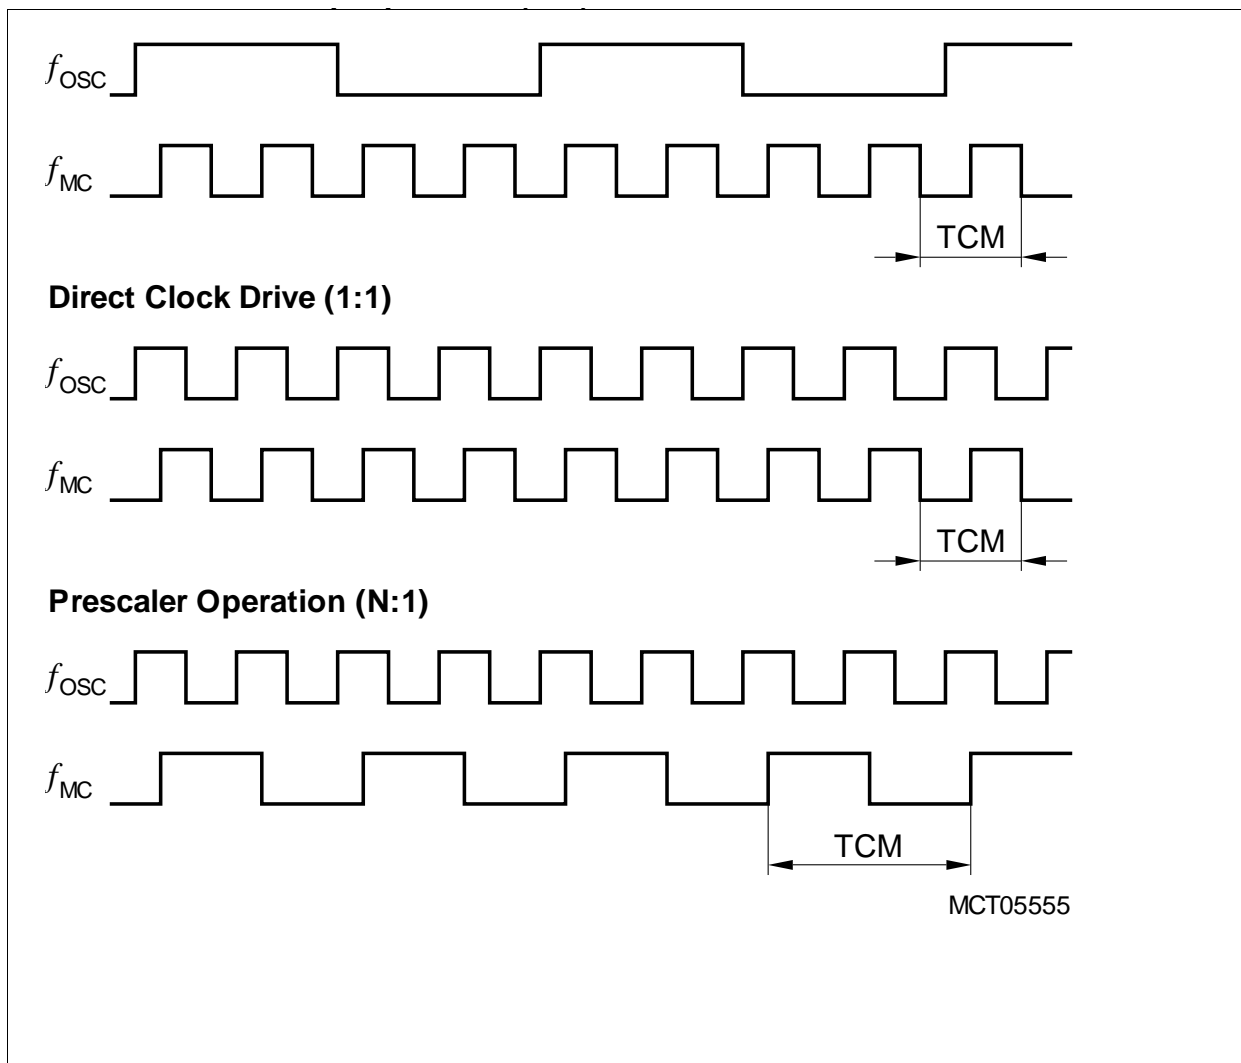 fOSC
fMC
TCM
Direct Clock Drive (1:1)
fOSC
fMC
TCM
Prescaler Operation (N:1)
fOSC
fMC
TCM
MCT05555